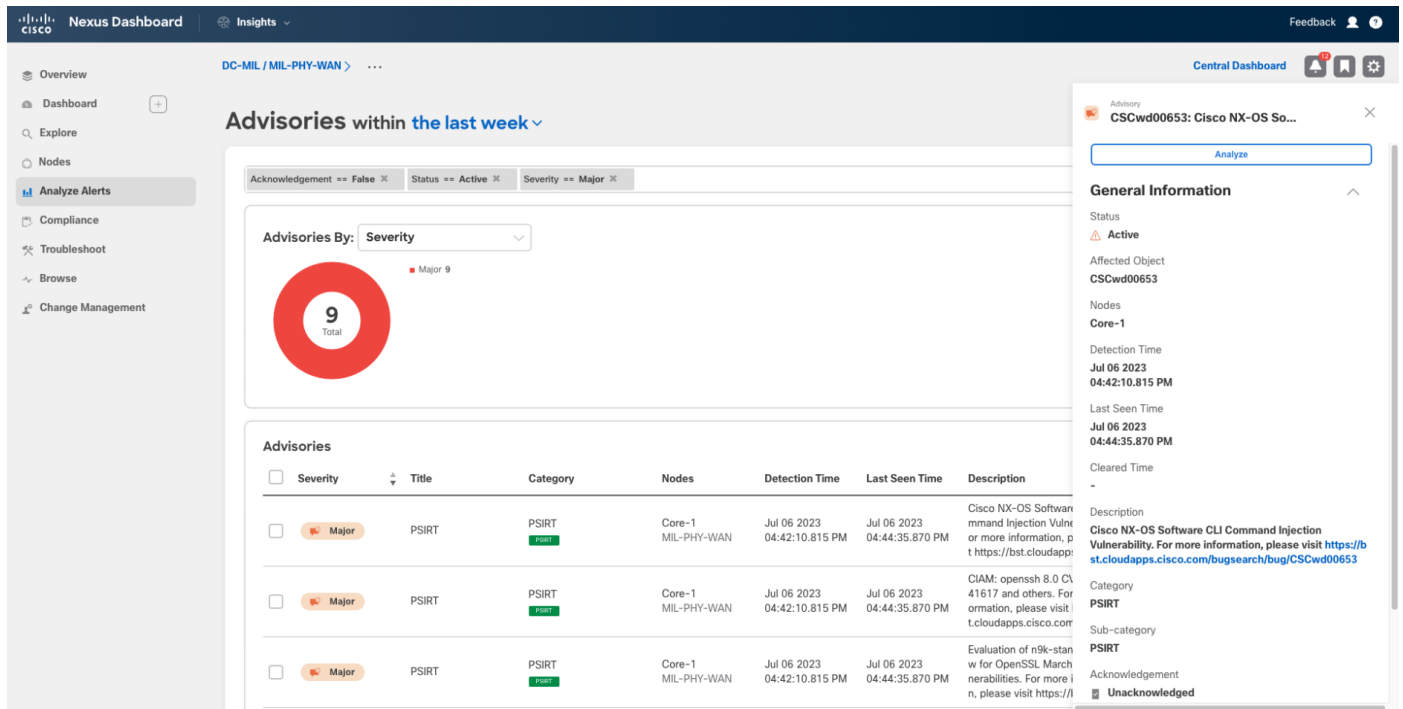 CISCO Nexus Dashboard Insights Feedback ?
Overview
Dashboard
Explore
Nodes
Analyze Alerts
Compliance
Troubleshoot
Browse
Change Management
DC-MIL / MIL-PHY-WAN > ...
Central Dashboard 12
Advisories within the last week
Acknowledgement == False × Status == Active × Severity == Major ×
Advisories By: Severity
Major 9
9
Total
Advisories
Severity Title Category Nodes Detection Time Last Seen Time Description
Cisco NX-OS Software
mmand Injection Vulne
or more information, p
t https://bst.cloudapps
Major PSIRT PSIRT Core-1 Jul 06 2023 Jul 06 2023
PSIRT MIL-PHY-WAN 04:42:10.815 PM 04:44:35.870 PM
CIAM: openssh 8.0 CV
41617 and others. For
ormation, please visit
t.cloudapps.cisco.com
Major PSIRT PSIRT Core-1 Jul 06 2023 Jul 06 2023
PSIRT MIL-PHY-WAN 04:42:10.815 PM 04:44:35.870 PM
Evaluation of n9k-stan
w for OpenSSL March
nerabilities. For more i
n, please visit https://
Major PSIRT PSIRT Core-1 Jul 06 2023 Jul 06 2023
PSIRT MIL-PHY-WAN 04:42:10.815 PM 04:44:35.870 PM
Advisory
CSCwd00653: Cisco NX-OS So...
Analyze
General Information
Status
Active
Affected Object
CSCwd00653
Nodes
Core-1
Detection Time
Jul 06 2023
04:42:10.815 PM
Last Seen Time
Jul 06 2023
04:44:35.870 PM
Cleared Time
-
Description
Cisco NX-OS Software CLI Command Injection
Vulnerability. For more information, please visit https://b
st.cloudapps.cisco.com/bugsearch/bug/CSCwd00653
Category
PSIRT
Sub-category
PSIRT
Acknowledgement
Unacknowledged